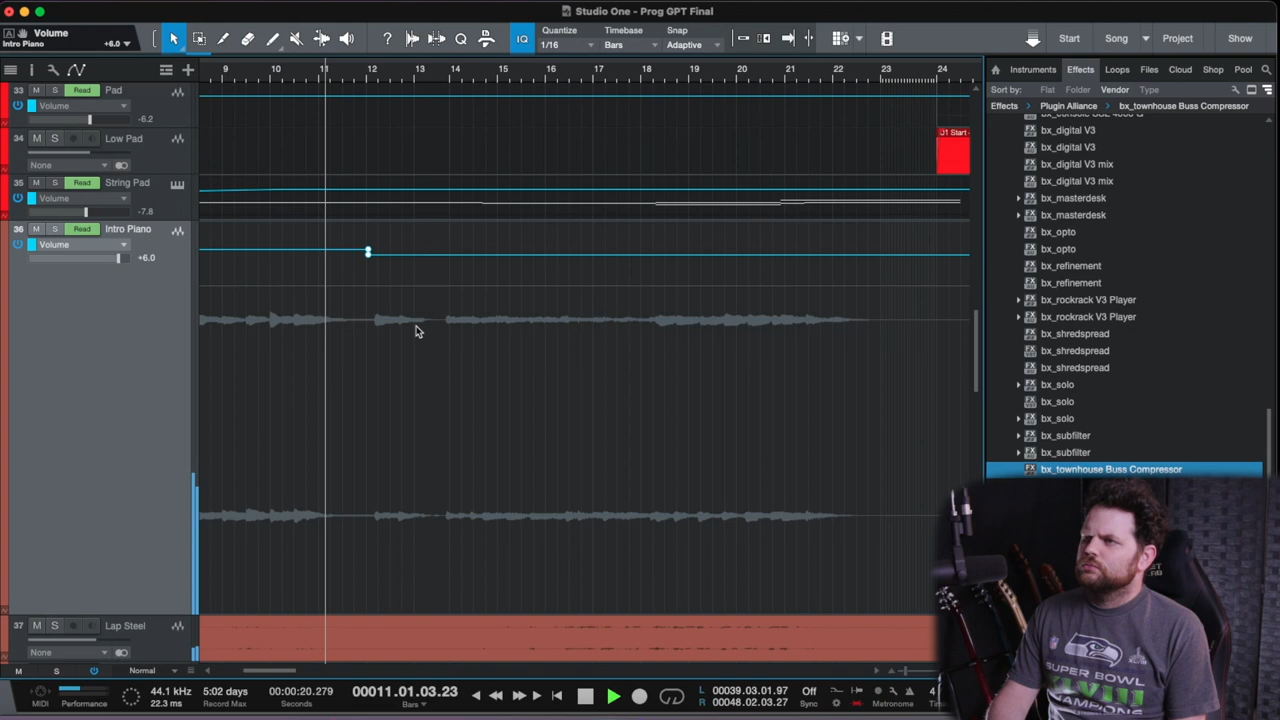 Studio One - Prog GPT Final
Volume
Intro Piano +6.0
Quantize
1/16
Timebase
Bars
Snap
Adaptive
IQ
Start
Song
Project
Show
9 10 11 12 13 14 15 16 17 18 19 20 21 22 23 24
33 M S Read Pad
Volume
-6.2
34 M S Low Pad
None
35 M S Read String Pad
Volume
-7.8
36 M S Read Intro Piano
Volume
+6.0
37 M S Lap Steel
None
M S Normal
Instruments Effects Loops Files Cloud Shop Pool
Sort by: Flat Folder Vendor Type
Effects Plugin Alliance bx_townhouse Buss Compressor
bx_digital V3
bx_digital V3
bx_digital V3 mix
bx_digital V3 mix
bx_masterdesk
bx_masterdesk
bx_opto
bx_opto
bx_refinement
bx_refinement
bx_rockrack V3 Player
bx_rockrack V3 Player
bx_shredspread
bx_shredspread
bx_shredspread
bx_solo
bx_solo
bx_solo
bx_subfilter
bx_subfilter
bx_townhouse Buss Compressor
SUPER BOWL
XLVIII
CHAMPIONS
MIDI
Performance
44.1 kHz
22.3 ms
5:02 days
Record Max
00:00:20.279
Seconds
00011.01.03.23
Bars
L 00039.03.01.97
R 00048.02.03.27
Off
Sync
Metronome
4